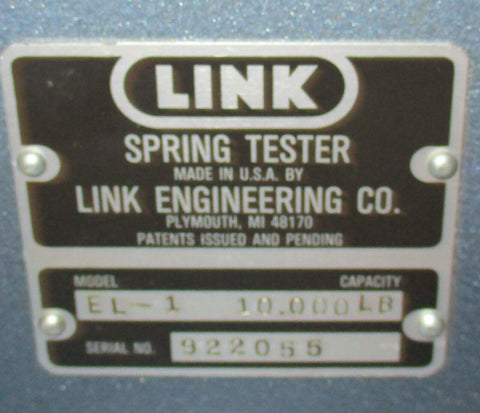 LINK
SPRING TESTER
MADE IN U.S.A. BY
LINK ENGINEERING CO.
PLYMOUTH, MI 48170
PATENTS ISSUED AND PENDING
MODEL CAPACITY
EL-1 10.000 LB
SERIAL NO. 922055